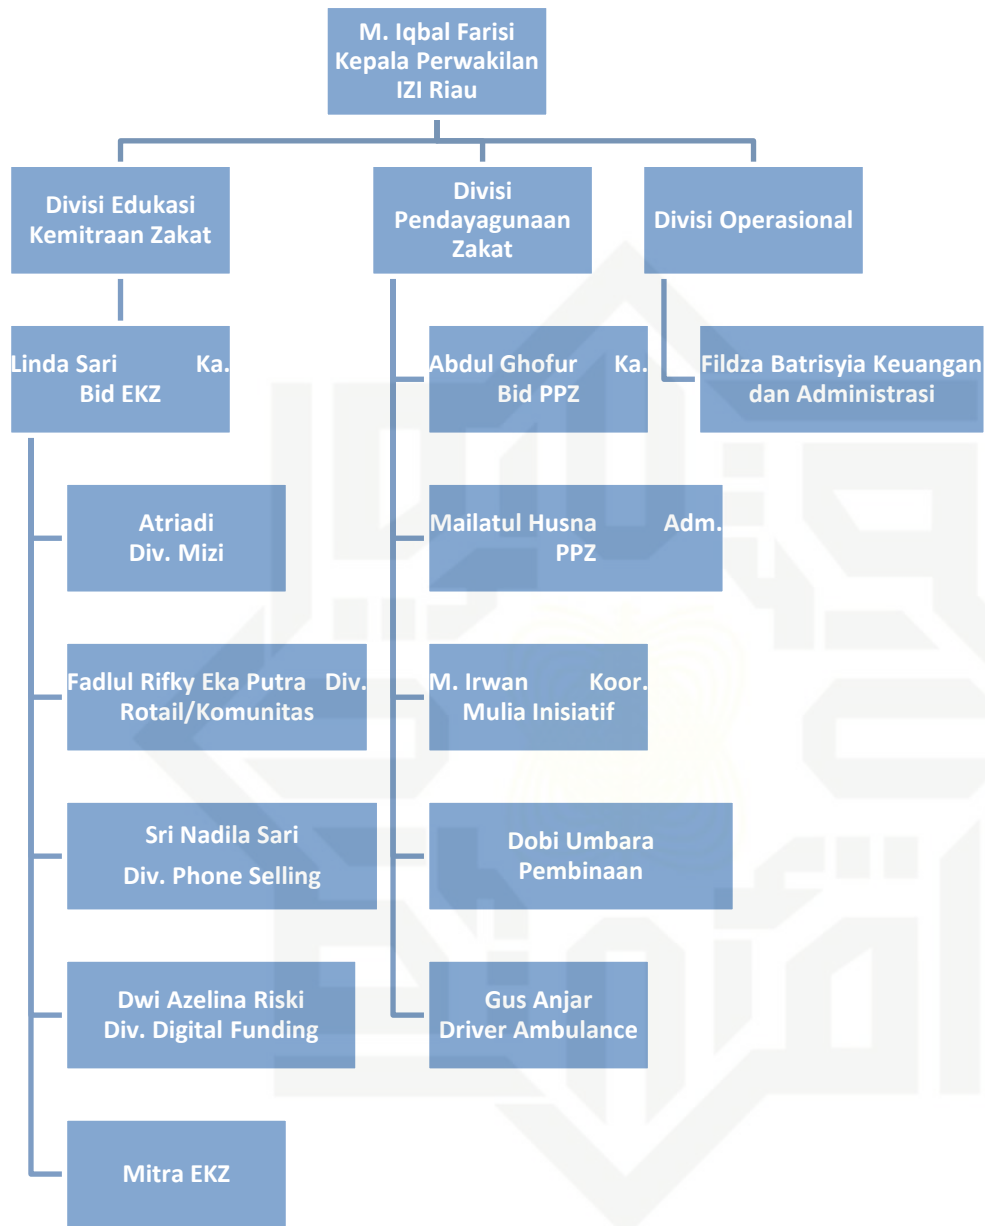 M. Iqbal Farisi
Kepala Perwakilan
IZI Riau
Divisi Edukasi
Kemitraan Zakat
Divisi
Pendayagunaan
Zakat
Divisi Operasional
Linda Sari Ka.
Bid EKZ
Abdul Ghofur Ka.
Bid PPZ
Fildza Batrisyia Keuangan
dan Administrasi
Atriadi
Div. Mizi
Mailatul Husna Adm.
PPZ
Fadlul Rifky Eka Putra Div.
Rotail/Komunitas
M. Irwan Koor.
Mulia Inisiatif
Sri Nadila Sari
Div. Phone Selling
Dobi Umbara
Pembinaan
Dwi Azelina Riski
Div. Digital Funding
Gus Anjar
Driver Ambulance
Mitra EKZ